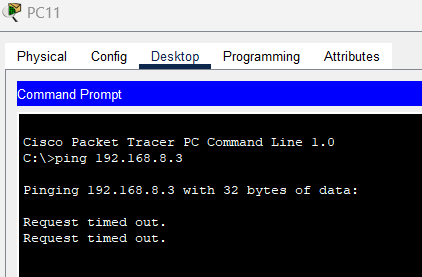 PC11
Physical Config Desktop Programming Attributes
Command Prompt
Cisco Packet Tracer PC Command Line 1.0
C:\>ping 192.168.8.3
Pinging 192.168.8.3 with 32 bytes of data:
Request timed out.
Request timed out.